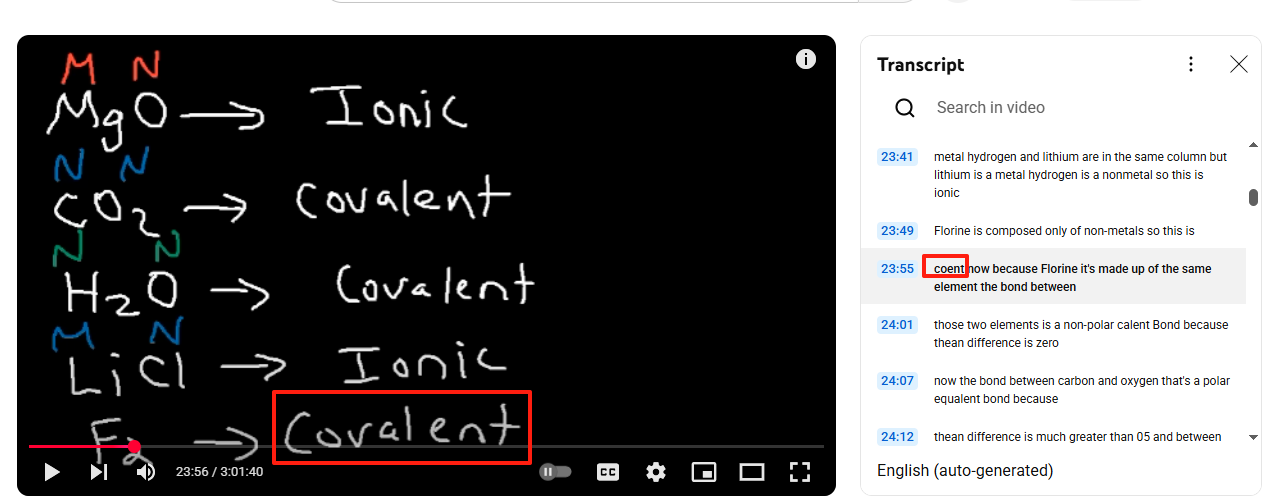 M N
MgO → Ionic
N N
CO2 → Covalent
N N
H2O → Covalent
M N
LiCl → Ionic
F2 → Covalent
23:56 / 3:01:40
CC
Transcript
Search in video
23:41 metal hydrogen and lithium are in the same column but
lithium is a metal hydrogen is a nonmetal so this is
ionic
23:49 Florine is composed only of non-metals so this is
23:55 coent now because Florine it's made up of the same
element the bond between
24:01 those two elements is a non-polar calent Bond because
thean difference is zero
24:07 now the bond between carbon and oxygen that's a polar
equalent bond because
24:12 thean difference is much greater than 05 and between
English (auto-generated)